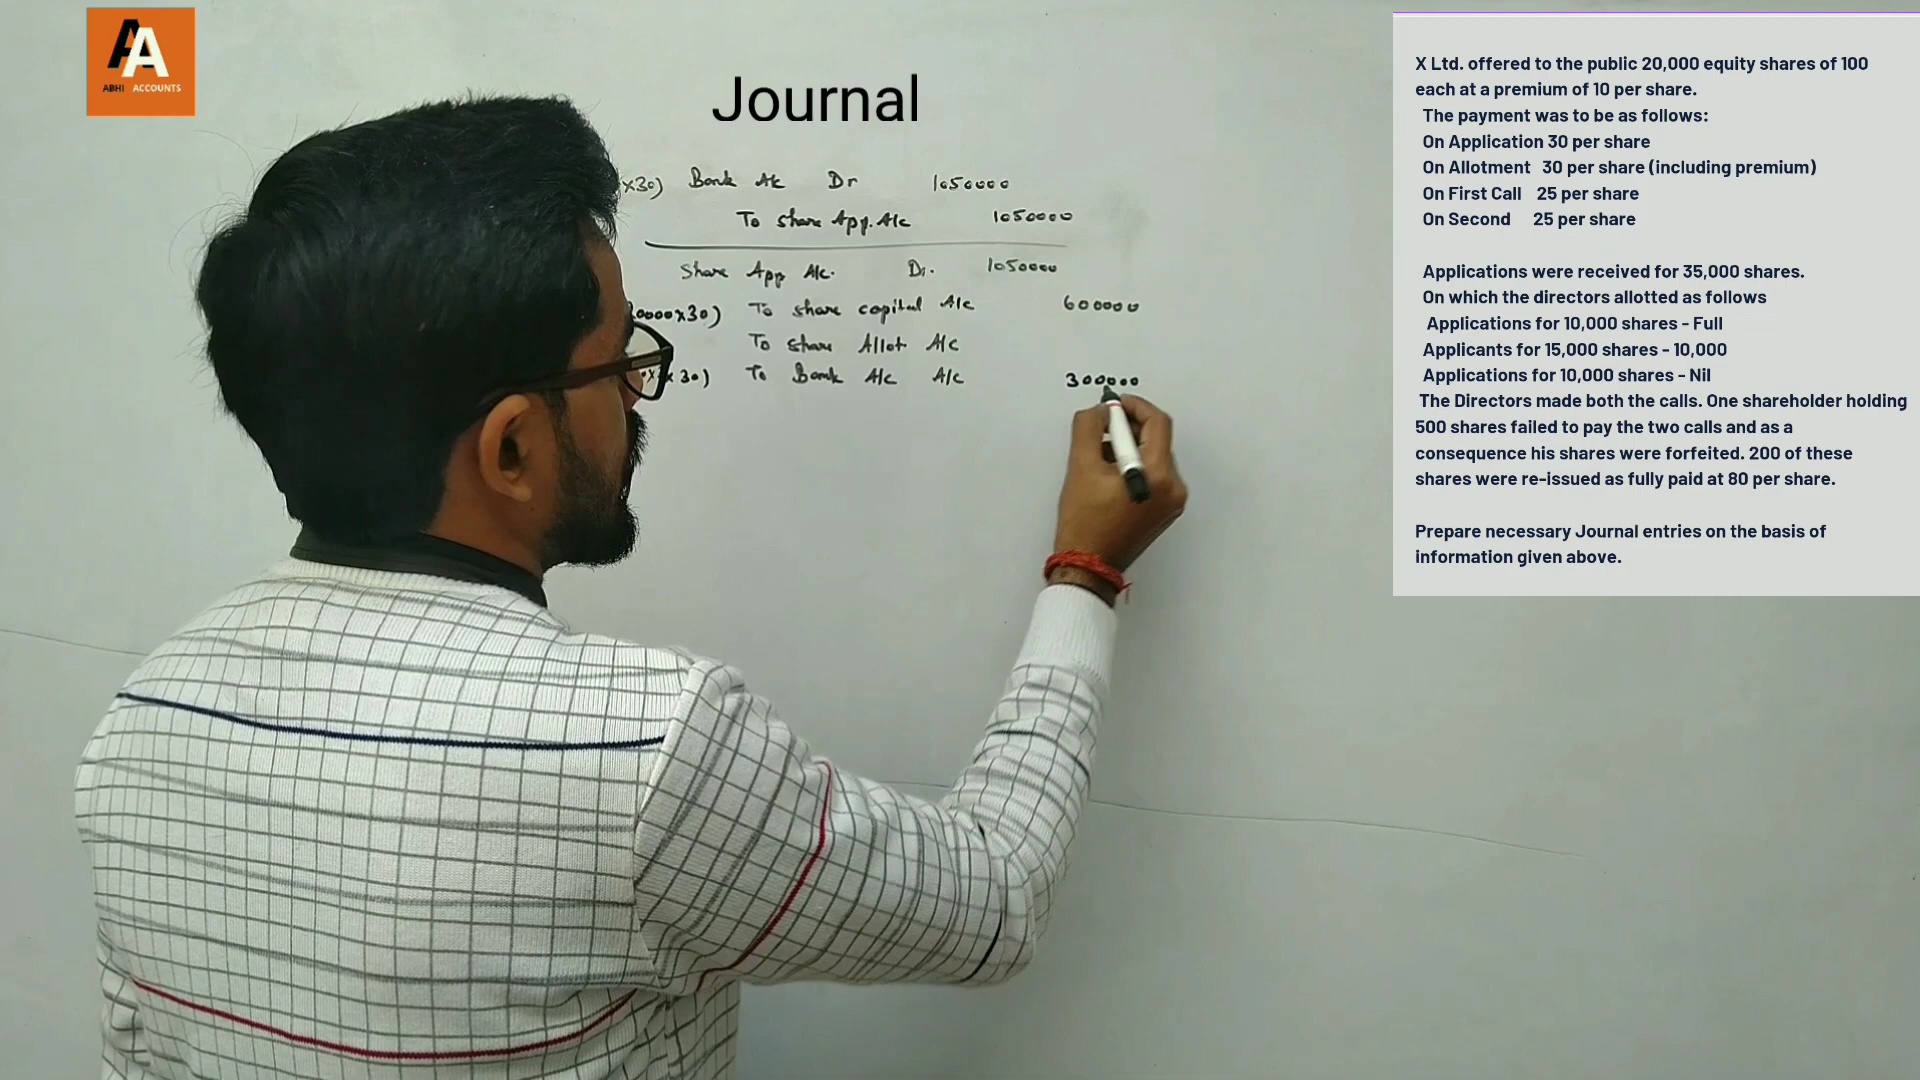 AA
ABHI ACCOUNTS
Journal
x30) Bank A/c Dr 1050000
To share App. A/c 1050000
Share App A/c. Dr. 1050000
0000x30) To share capital A/c 600000
To share Allot A/c
x 30) To Bank A/c A/c 300000
X Ltd. offered to the public 20,000 equity shares of 100
each at a premium of 10 per share.
The payment was to be as follows:
On Application 30 per share
On Allotment 30 per share (including premium)
On First Call 25 per share
On Second 25 per share
Applications were received for 35,000 shares.
On which the directors allotted as follows
Applications for 10,000 shares - Full
Applicants for 15,000 shares - 10,000
Applications for 10,000 shares - Nil
The Directors made both the calls. One shareholder holding
500 shares failed to pay the two calls and as a
consequence his shares were forfeited. 200 of these
shares were re-issued as fully paid at 80 per share.
Prepare necessary Journal entries on the basis of
information given above.